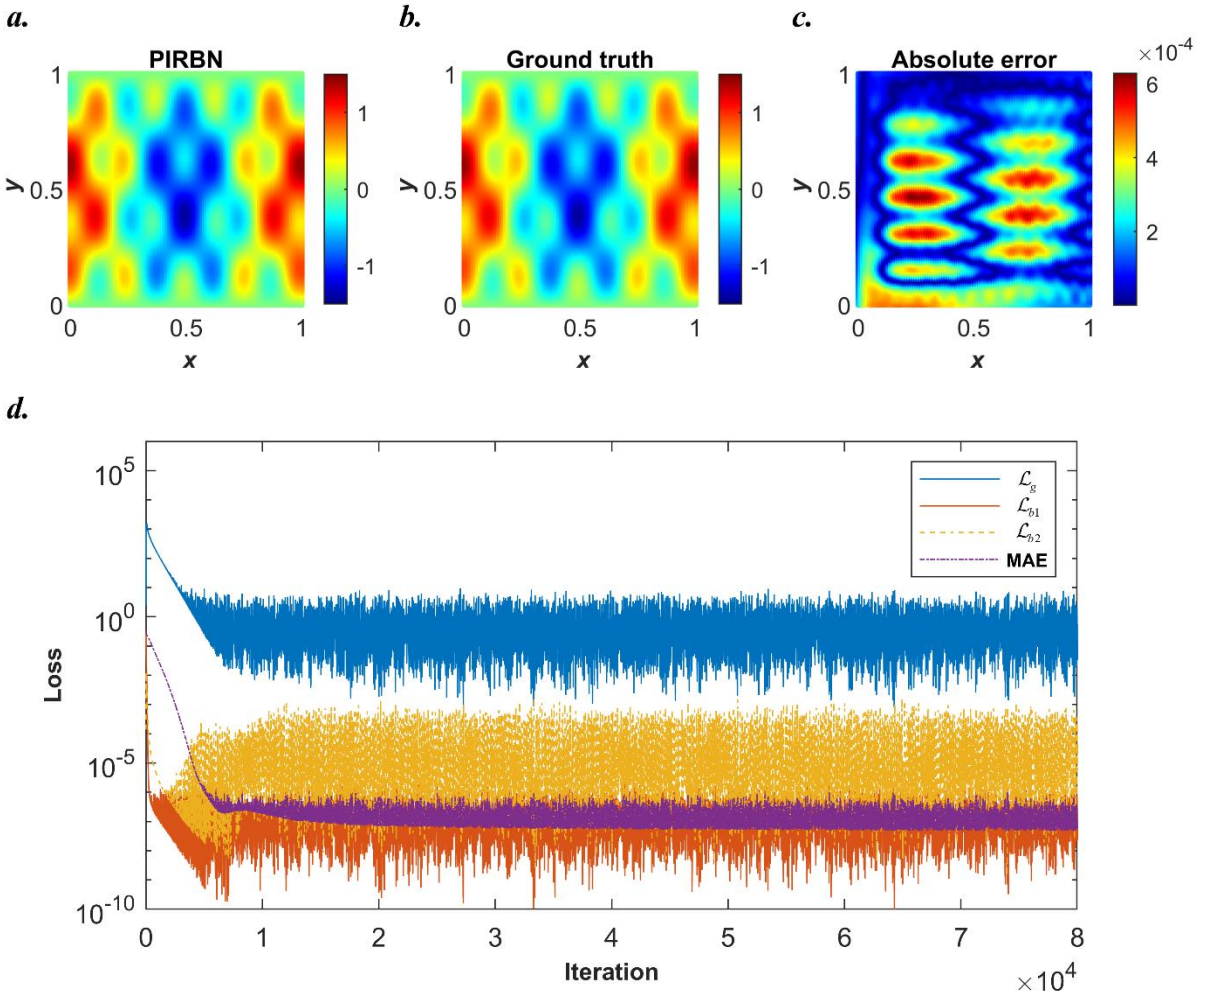 a.
b.
c.
PIRBN
Ground truth
Absolute error
×10⁻⁴
1
0.5
0
y
0
0.5
1
x
1
0
-1
1
0.5
0
y
0
0.5
1
x
1
0
-1
1
0.5
0
y
0
0.5
1
x
6
4
2
d.
10⁵
10⁰
10⁻⁵
10⁻¹⁰
Loss
ℒg
ℒb1
ℒb2
MAE
0
1
2
3
4
5
6
7
8
Iteration
×10⁴